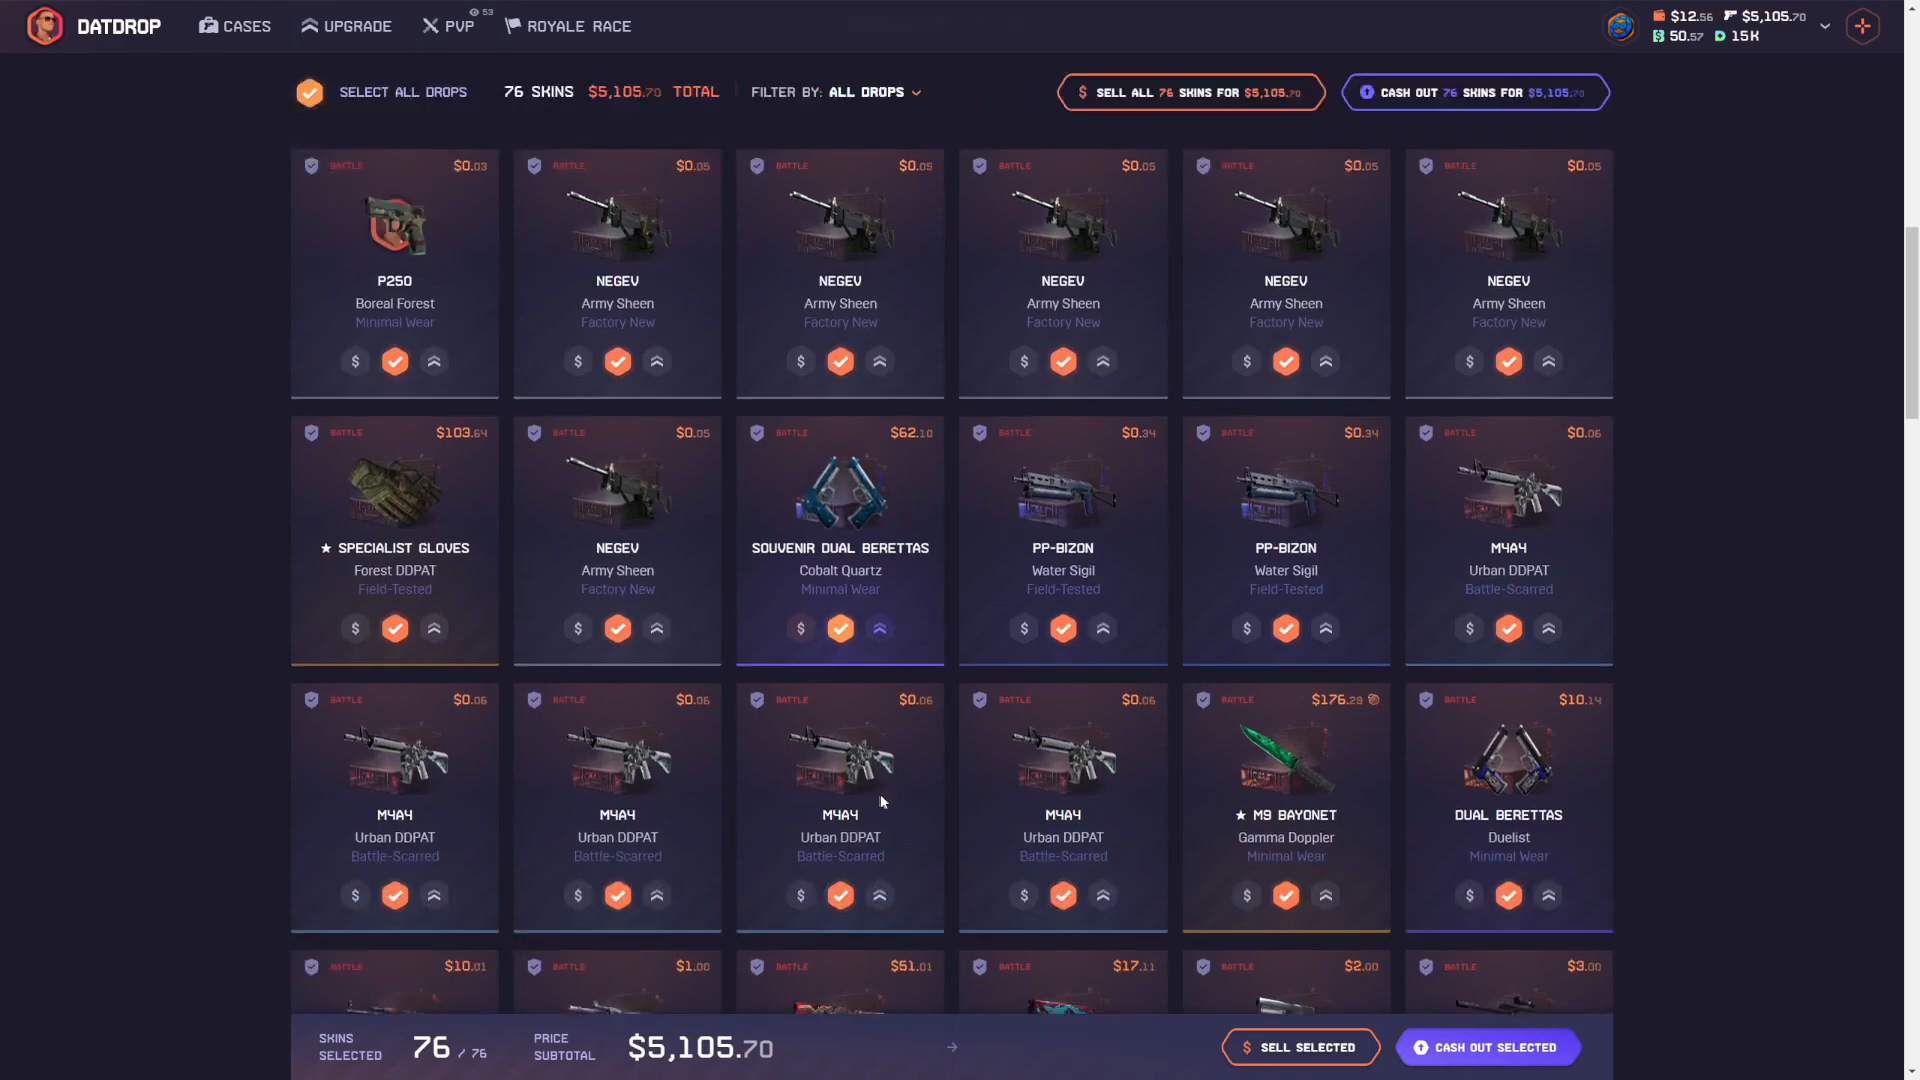 DATDROP
CASES
UPGRADE
PVP
53
ROYALE RACE
$12.56
$5,105.70
50.57
15K
SELECT ALL DROPS
76 SKINS $5,105.70 TOTAL
FILTER BY: ALL DROPS
$ SELL ALL 76 SKINS FOR $5,105.70
CASH OUT 76 SKINS FOR $5,105.70
BATTLE $0.03
P250
Boreal Forest
Minimal Wear
$
BATTLE $0.05
NEGEV
Army Sheen
Factory New
$
BATTLE $0.05
NEGEV
Army Sheen
Factory New
$
BATTLE $0.05
NEGEV
Army Sheen
Factory New
$
BATTLE $0.05
NEGEV
Army Sheen
Factory New
$
BATTLE $0.05
NEGEV
Army Sheen
Factory New
$
BATTLE $103.64
★ SPECIALIST GLOVES
Forest DDPAT
Field-Tested
$
BATTLE $0.05
NEGEV
Army Sheen
Factory New
$
BATTLE $62.10
SOUVENIR DUAL BERETTAS
Cobalt Quartz
Minimal Wear
$
BATTLE $0.34
PP-BIZON
Water Sigil
Field-Tested
$
BATTLE $0.34
PP-BIZON
Water Sigil
Field-Tested
$
BATTLE $0.06
M4A4
Urban DDPAT
Battle-Scarred
$
BATTLE $0.06
M4A4
Urban DDPAT
Battle-Scarred
$
BATTLE $0.06
M4A4
Urban DDPAT
Battle-Scarred
$
BATTLE $0.06
M4A4
Urban DDPAT
Battle-Scarred
$
BATTLE $0.06
M4A4
Urban DDPAT
Battle-Scarred
$
BATTLE $176.29
★ M9 BAYONET
Gamma Doppler
Minimal Wear
$
BATTLE $10.14
DUAL BERETTAS
Duelist
Minimal Wear
$
BATTLE $10.01
BATTLE $1.00
BATTLE $51.01
BATTLE $17.11
BATTLE $2.00
BATTLE $3.00
SKINS
SELECTED
76 / 76
PRICE
SUBTOTAL
$5,105.70
$ SELL SELECTED
CASH OUT SELECTED